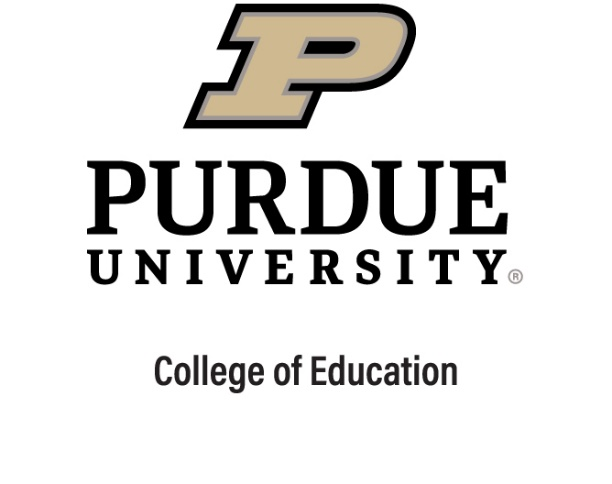 P
PURDUE
UNIVERSITY®
College of Education